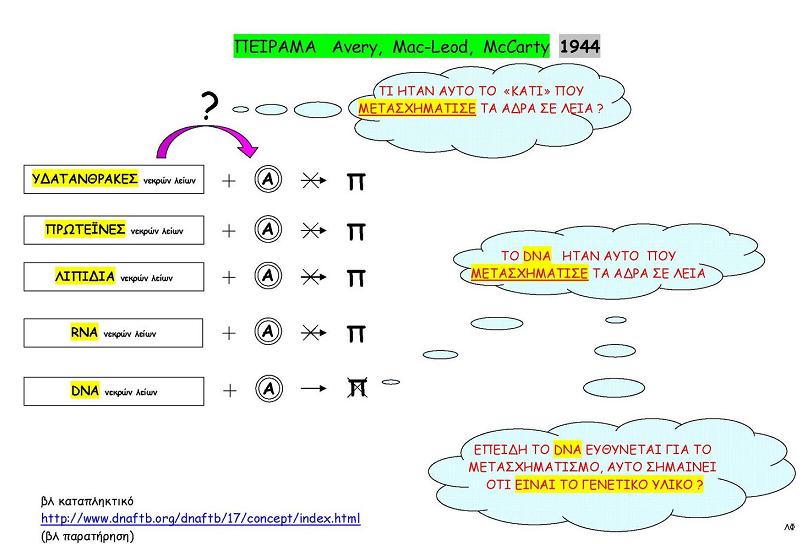 ΠΕΙΡΑΜΑ Avery, Mac-Leod, McCarty 1944
?
ΤΙ ΗΤΑΝ ΑΥΤΟ ΤΟ «ΚΑΤΙ» ΠΟΥ
ΜΕΤΑΣΧΗΜΑΤΙΣΕ ΤΑ ΑΔΡΑ ΣΕ ΛΕΙΑ ?
ΥΔΑΤΑΝΘΡΑΚΕΣ νεκρών λείων + Α Π
ΠΡΩΤΕΪΝΕΣ νεκρών λείων + Α Π
ΛΙΠΙΔΙΑ νεκρών λείων + Α Π
RNA νεκρών λείων + Α Π
DNA νεκρών λείων + Α Π
ΤΟ DNA ΗΤΑΝ ΑΥΤΟ ΠΟΥ
ΜΕΤΑΣΧΗΜΑΤΙΣΕ ΤΑ ΑΔΡΑ ΣΕ ΛΕΙΑ
ΕΠΕΙΔΗ ΤΟ DNA ΕΥΘΥΝΕΤΑΙ ΓΙΑ ΤΟ
ΜΕΤΑΣΧΗΜΑΤΙΣΜΟ, ΑΥΤΟ ΣΗΜΑΙΝΕΙ
ΟΤΙ ΕΙΝΑΙ ΤΟ ΓΕΝΕΤΙΚΟ ΥΛΙΚΟ ?
βλ καταπληκτικό
http://www.dnaftb.org/dnaftb/17/concept/index.html
(βλ παρατήρηση)
ΛΦ